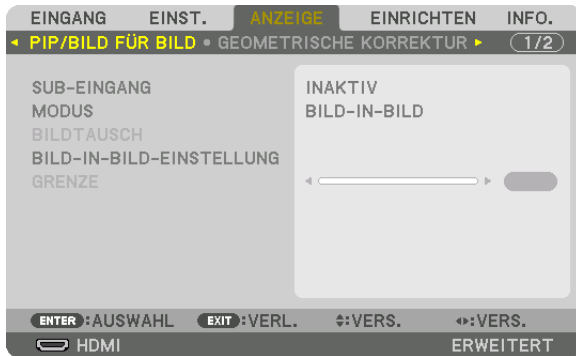 EINGANG EINST. ANZEIGE EINRICHTEN INFO.
PIP/BILD FÜR BILD • GEOMETRISCHE KORREKTUR 1/2
SUB-EINGANG INAKTIV
MODUS BILD-IN-BILD
BILDTAUSCH
BILD-IN-BILD-EINSTELLUNG
GRENZE
ENTER:AUSWAHL EXIT:VERL. :VERS. :VERS.
HDMI ERWEITERT